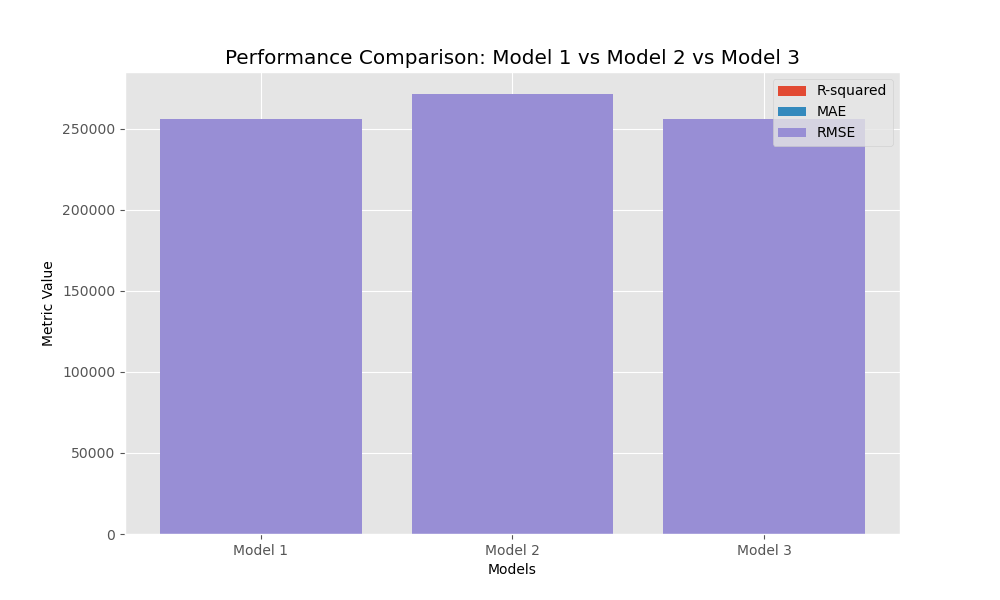 Performance Comparison: Model 1 vs Model 2 vs Model 3
R-squared
MAE
RMSE
250000
200000
150000
100000
50000
0
Metric Value
Model 1 Model 2 Model 3
Models